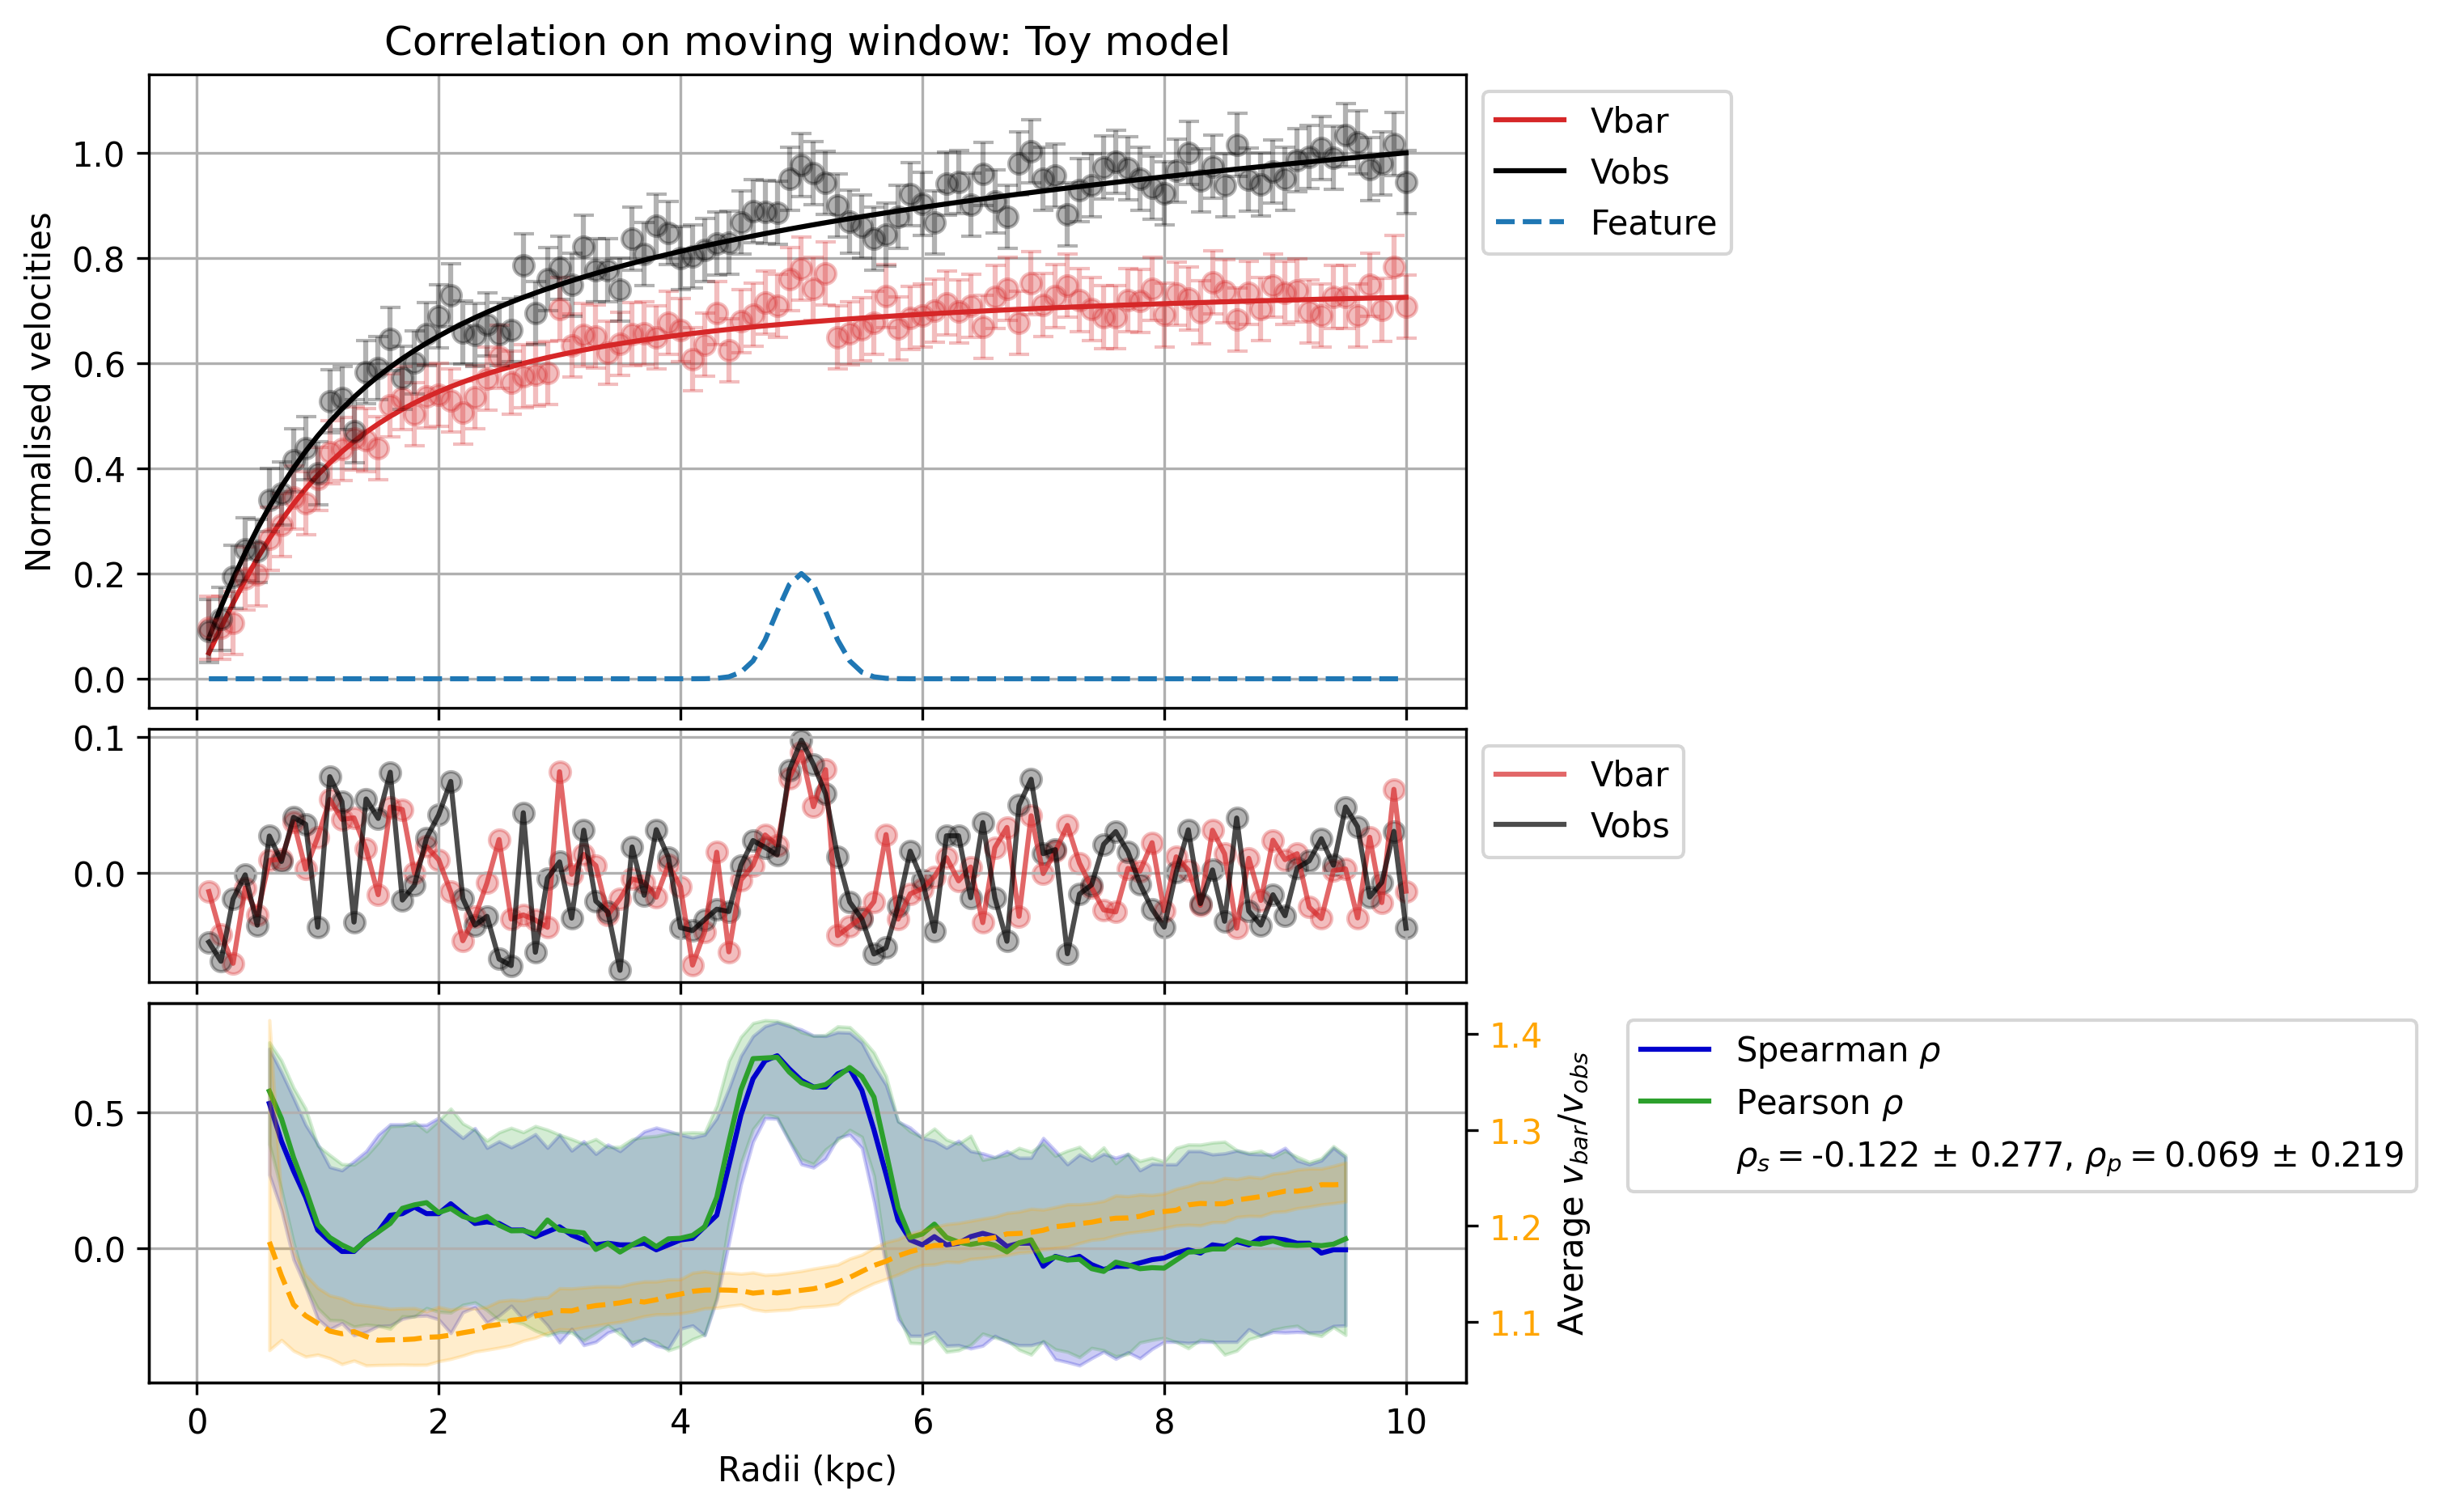 Correlation on moving window: Toy model
Normalised velocities
1.0
0.8
0.6
0.4
0.2
0.0
Vbar
Vobs
Feature
0.1
0.0
Vbar
Vobs
0.5
0.0
1.4
1.3
1.2
1.1
Average v_bar/v_obs
Spearman ρ
Pearson ρ
ρ_s = -0.122 ± 0.277, ρ_p = 0.069 ± 0.219
0 2 4 6 8 10
Radii (kpc)